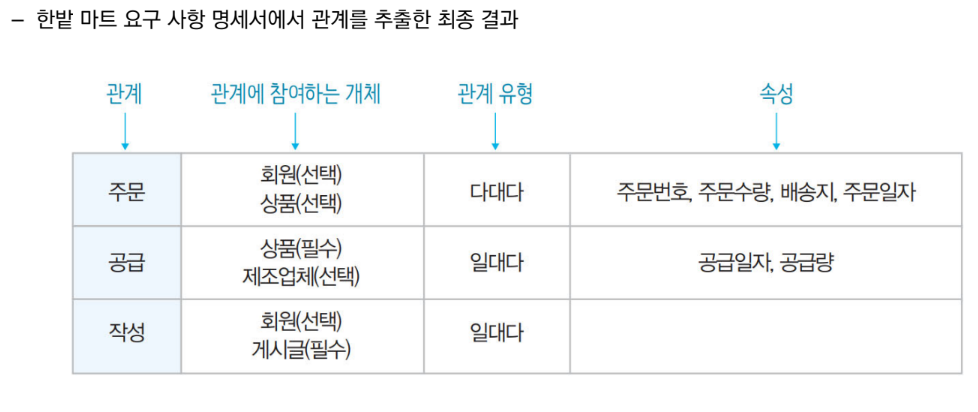 – 한밭 마트 요구 사항 명세서에서 관계를 추출한 최종 결과
관계 관계에 참여하는 개체 관계 유형 속성
주문 회원(선택) 상품(선택) 다대다 주문번호, 주문수량, 배송지, 주문일자
공급 상품(필수) 제조업체(선택) 일대다 공급일자, 공급량
작성 회원(선택) 게시글(필수) 일대다